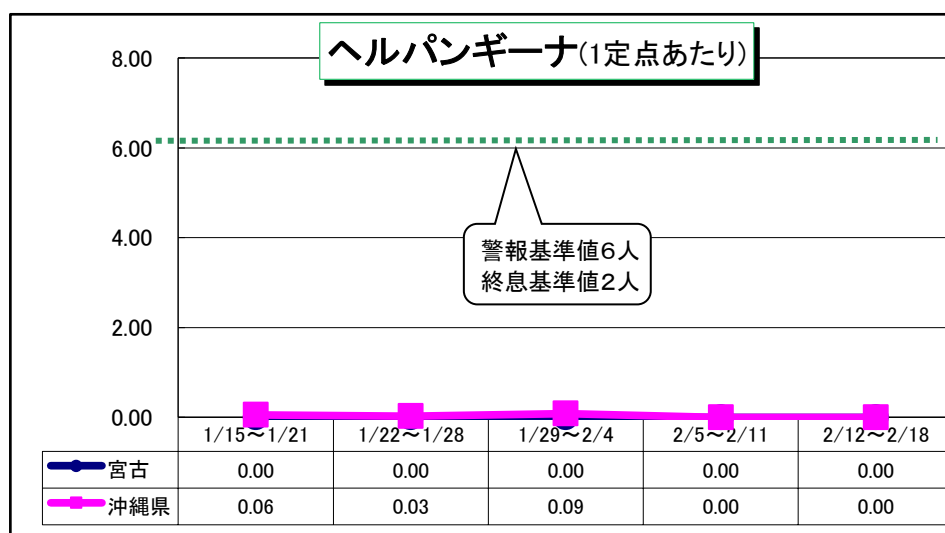 ヘルパンギーナ(1定点あたり)
8.00
6.00
4.00
2.00
0.00
警報基準値6人
終息基準値2人
1/15～1/21 1/22～1/28 1/29～2/4 2/5～2/11 2/12～2/18
宮古 0.00 0.00 0.00 0.00 0.00
沖縄県 0.06 0.03 0.09 0.00 0.00